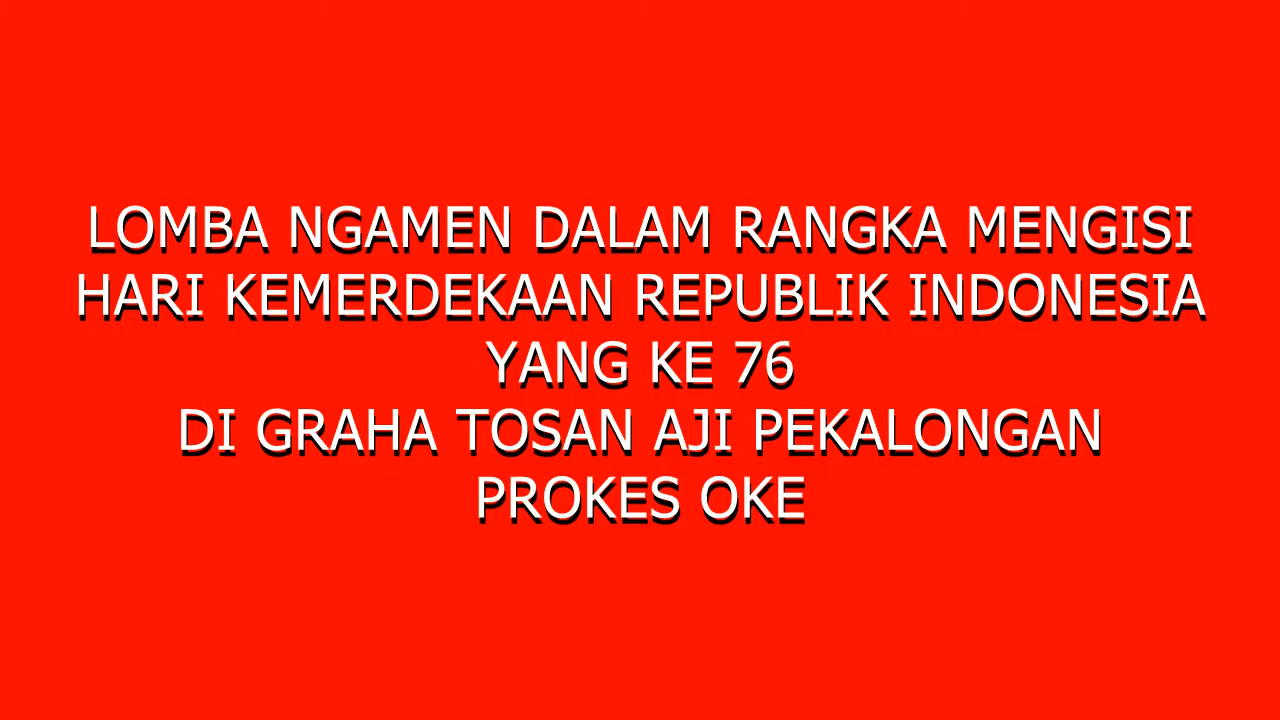 LOMBA NGAMEN DALAM RANGKA MENGISI
HARI KEMERDEKAAN REPUBLIK INDONESIA
YANG KE 76
DI GRAHA TOSAN AJI PEKALONGAN
PROKES OKE